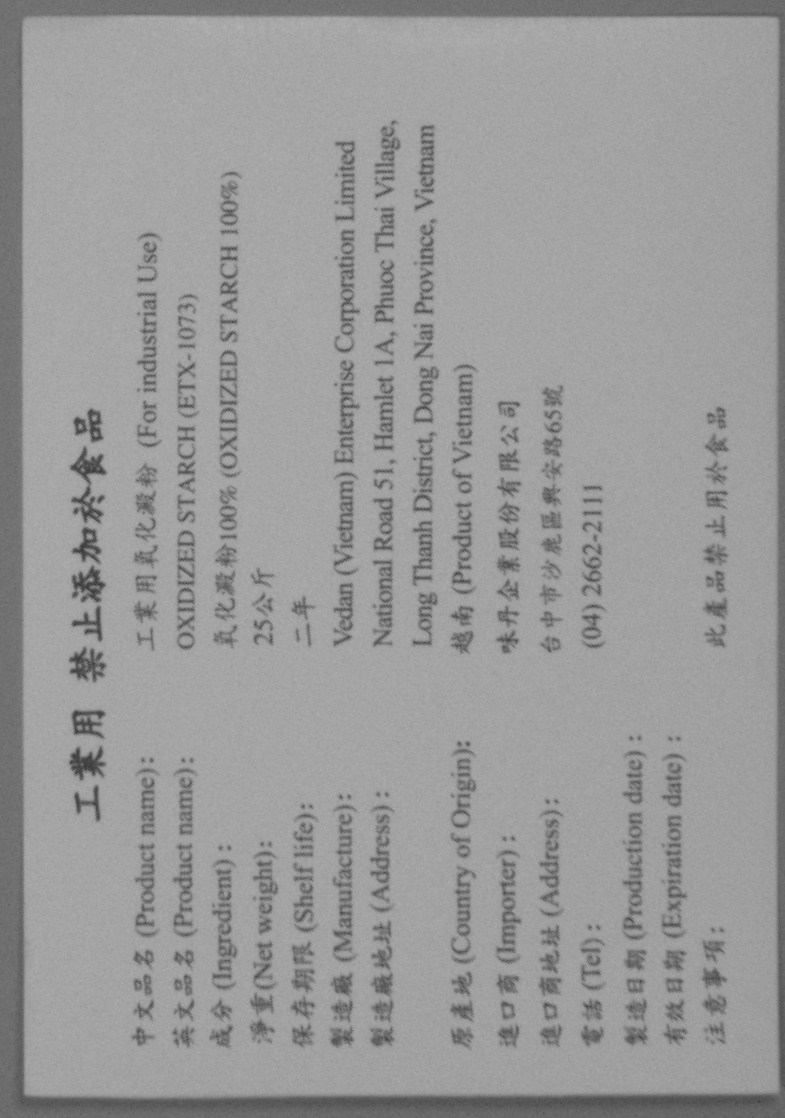 工業用 禁止添加於食品
中文品名 (Product name): 工業用氧化澱粉 (For industrial Use)
英文品名 (Product name): OXIDIZED STARCH (ETX-1073)
成分 (Ingredient) : 氧化澱粉100% (OXIDIZED STARCH 100%)
淨重(Net weight): 25公斤
保存期限 (Shelf life): 二年
製造廠 (Manufacture): Vedan (Vietnam) Enterprise Corporation Limited
製造廠地址 (Address) : National Road 51, Hamlet 1A, Phuoc Thai Village,
Long Thanh District, Dong Nai Province, Vietnam
原產地 (Country of Origin): 越南 (Product of Vietnam)
進口商 (Importer) : 味丹企業股份有限公司
進口商地址 (Address): 台中市沙鹿區興安路65號
電話 (Tel) : (04) 2662-2111
製造日期 (Production date) :
有效日期 (Expiration date) :
注意事項: 此產品禁止用於食品